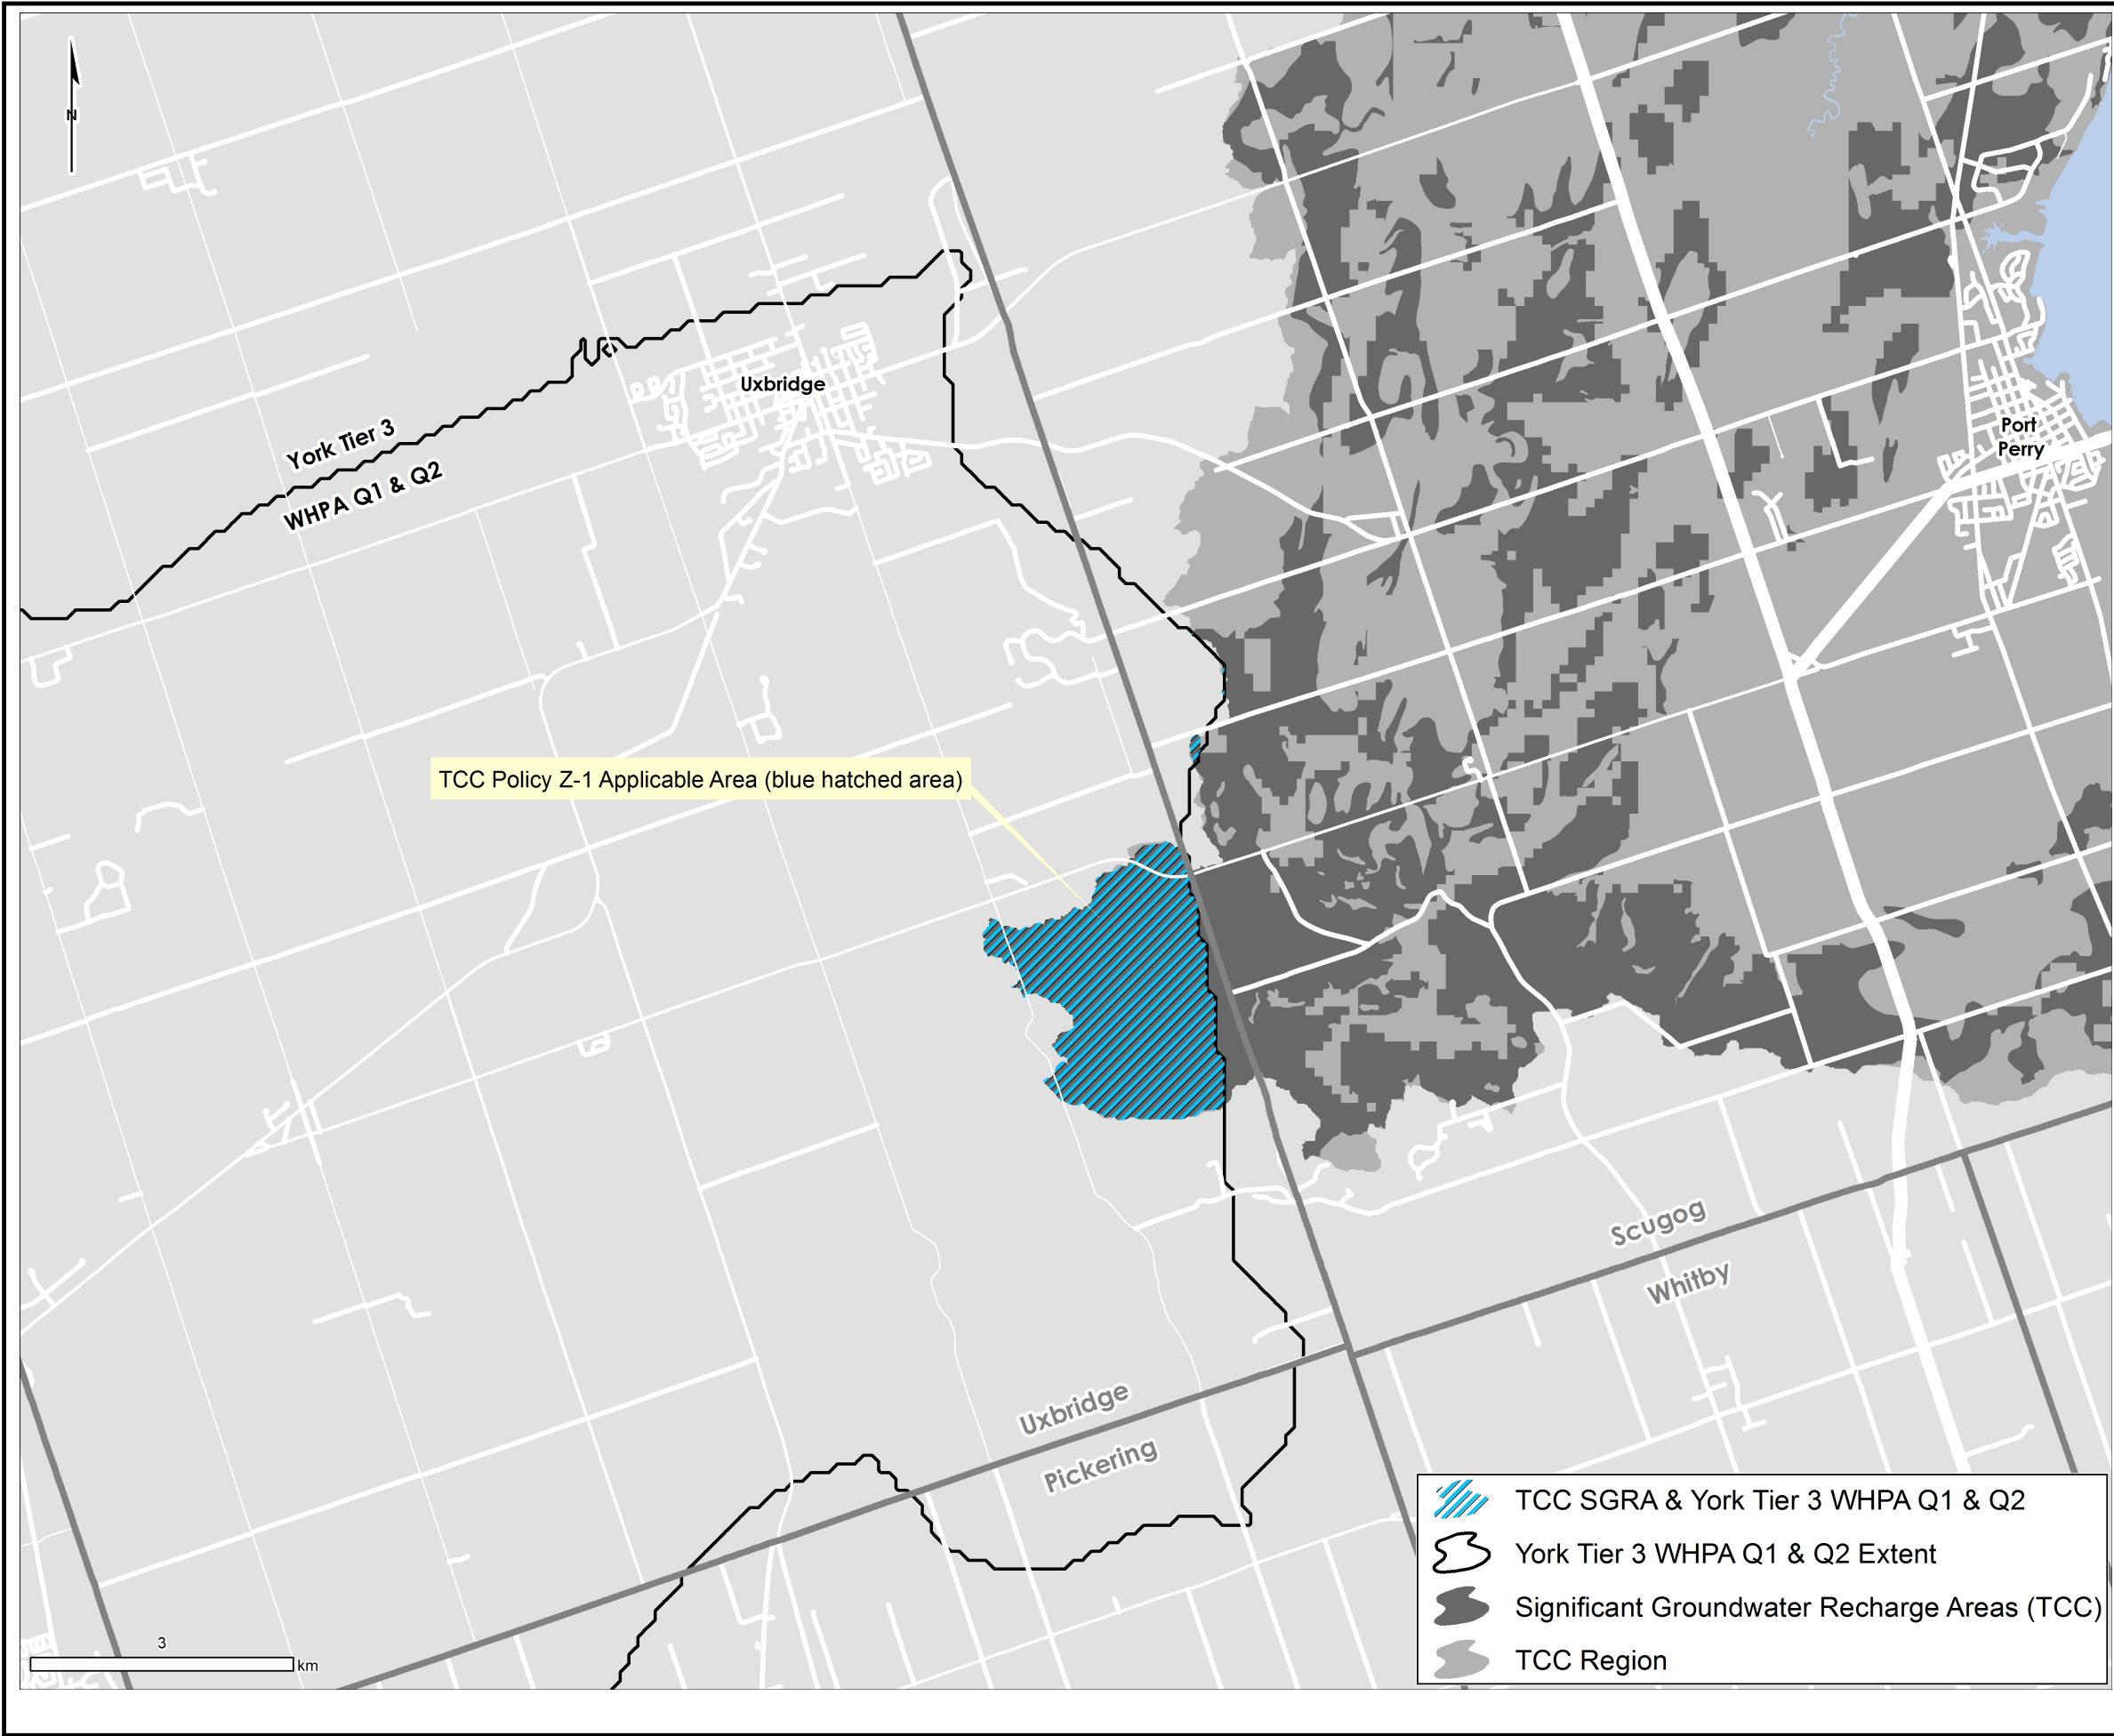 N
Uxbridge
York Tier 3
WHPA Q1 & Q2
Port
Perry
TCC Policy Z-1 Applicable Area (blue hatched area)
Scugog
Whitby
Uxbridge
Pickering
TCC SGRA & York Tier 3 WHPA Q1 & Q2
York Tier 3 WHPA Q1 & Q2 Extent
Significant Groundwater Recharge Areas (TCC)
TCC Region
3
km